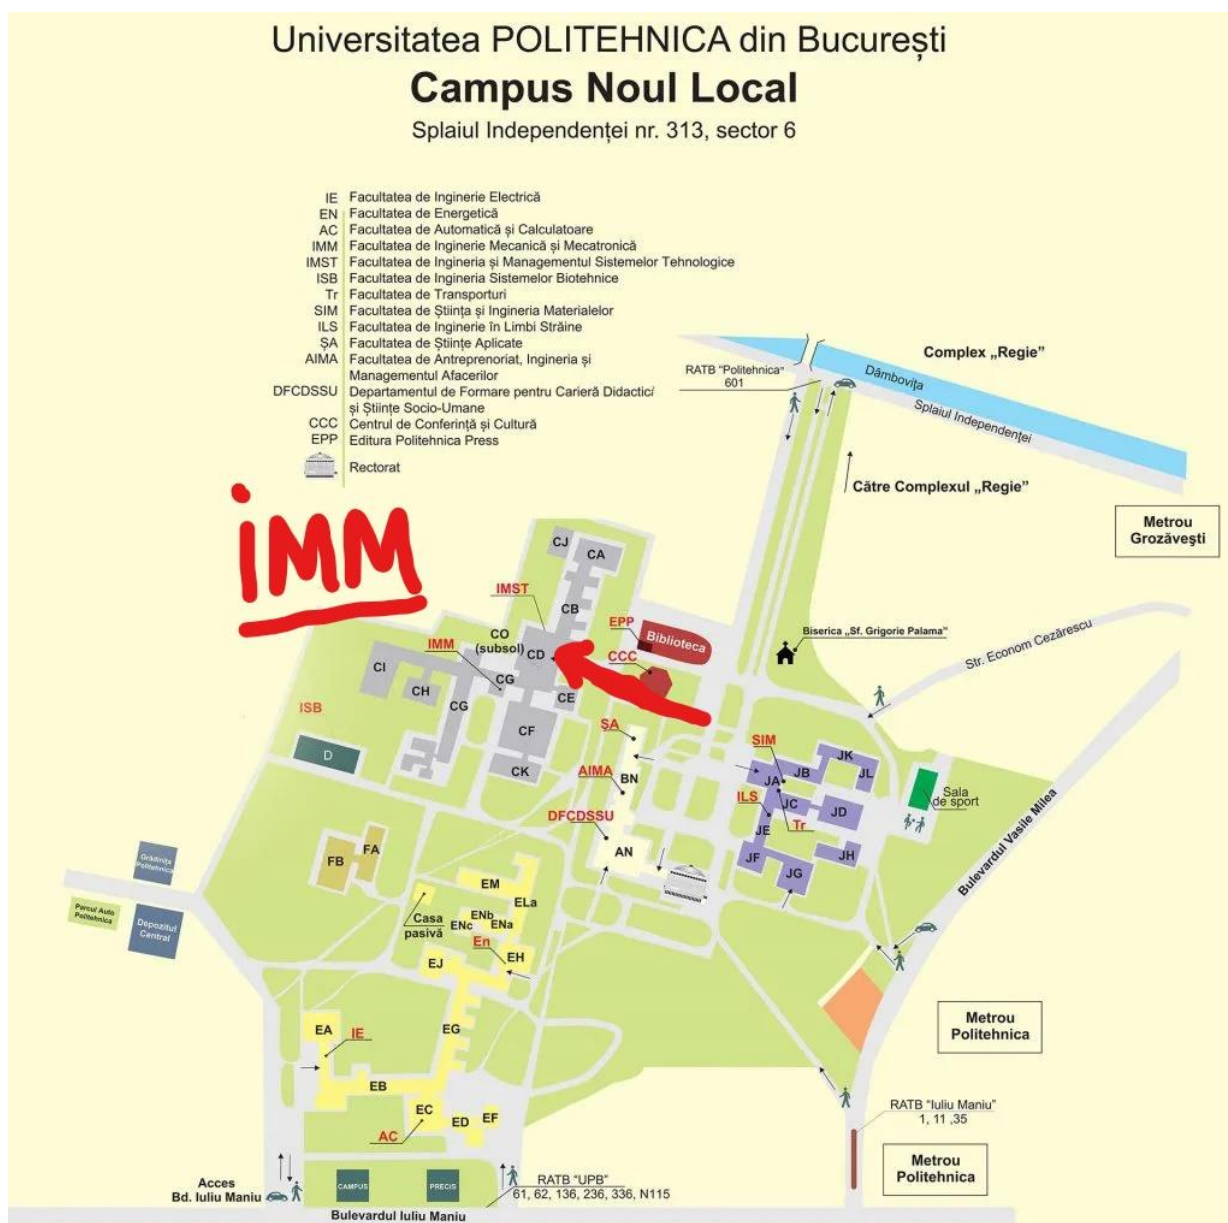 Universitatea POLITEHNICA din București
Campus Noul Local
Splaiul Independenței nr. 313, sector 6
IE Facultatea de Inginerie Electrică
EN Facultatea de Energetică
AC Facultatea de Automatică și Calculatoare
IMM Facultatea de Inginerie Mecanică și Mecatronică
IMST Facultatea de Ingineria și Managementul Sistemelor Tehnologice
ISB Facultatea de Ingineria Sistemelor Biotehnice
Tr Facultatea de Transporturi
SIM Facultatea de Știința și Ingineria Materialelor
ILS Facultatea de Inginerie în Limbi Străine
ȘA Facultatea de Științe Aplicate
AIMA Facultatea de Antreprenoriat, Ingineria și
Managementul Afacerilor
DFCDSSU Departamentul de Formare pentru Carieră Didactic/
și Științe Socio-Umane
CCC Centrul de Conferință și Cultură
EPP Editura Politehnica Press
Rectorat
RATB "Politehnica"
601
Complex „Regie”
Dâmbovița
Splaiul Independenței
Către Complexul „Regie”
Metrou
Grozăvești
iMM
CJ
CA
IMST
CB
EPP
Biblioteca
Biserica „Sf. Grigorie Palama”
Str. Econom Cezărescu
CO
(subsol)
IMM
CD
CCC
CI
CH
CG
CG
CE
ISB
CF
ȘA
D
CK
AIMA
BN
SIM
JK
JA
JB
JL
ILS
JC
JD
Sala
de sport
DFCDSSU
JE
Tr
AN
JF
JG
JH
Bulevardul Vasile Milea
Grădinița
Politehnica
FB
FA
Parcul Auto
Politehnica
Depozitul
Central
EM
ELa
Casa
pasivă
ENb
ENc
ENa
En
EH
EJ
EA
IE
EG
Metrou
Politehnica
EB
EC
ED
EF
AC
RATB "Iuliu Maniu"
1, 11 ,35
Metrou
Politehnica
Acces
Bd. Iuliu Maniu
CAMPUS
PRECIS
RATB "UPB"
61, 62, 136, 236, 336, N115
Bulevardul Iuliu Maniu